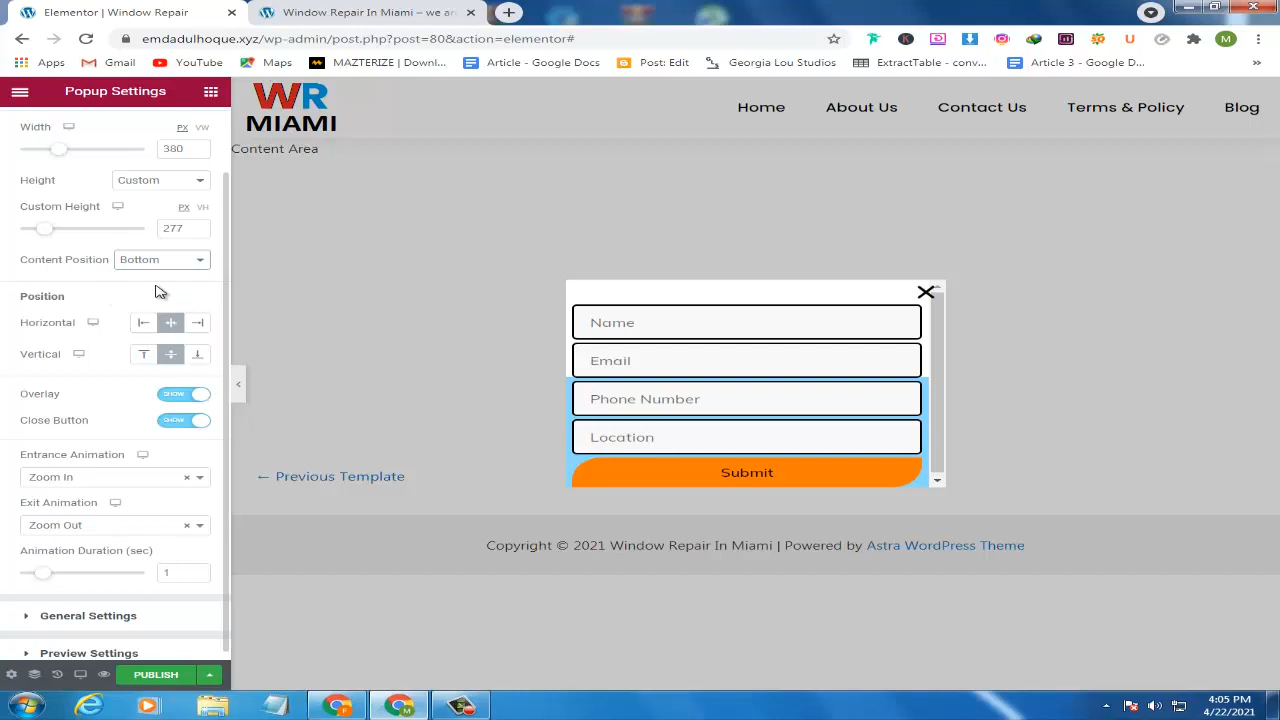 Elementor | Window Repair
Window Repair In Miami – we ar
emdadulhoque.xyz/wp-admin/post.php?post=80&action=elementor#
M
Apps
Gmail
YouTube
Maps
MAZTERIZE | Downl...
Article - Google Docs
Post Edit
Georgia Lou Studios
ExtractTable - conv...
Article 3 - Google D...
»
Popup Settings
Width
PX VW
380
Height
Custom
Custom Height
PX VH
277
Content Position
Bottom
Position
Horizontal
Vertical
Overlay
SHOW
Close Button
SHOW
Entrance Animation
Zoom In
Exit Animation
Zoom Out
Animation Duration (sec)
1
General Settings
Preview Settings
PUBLISH
WR
MIAMI
Home
About Us
Contact Us
Terms & Policy
Blog
Content Area
Name
Email
Phone Number
Location
Submit
← Previous Template
Copyright © 2021 Window Repair In Miami | Powered by Astra WordPress Theme
4:05 PM
4/22/2021